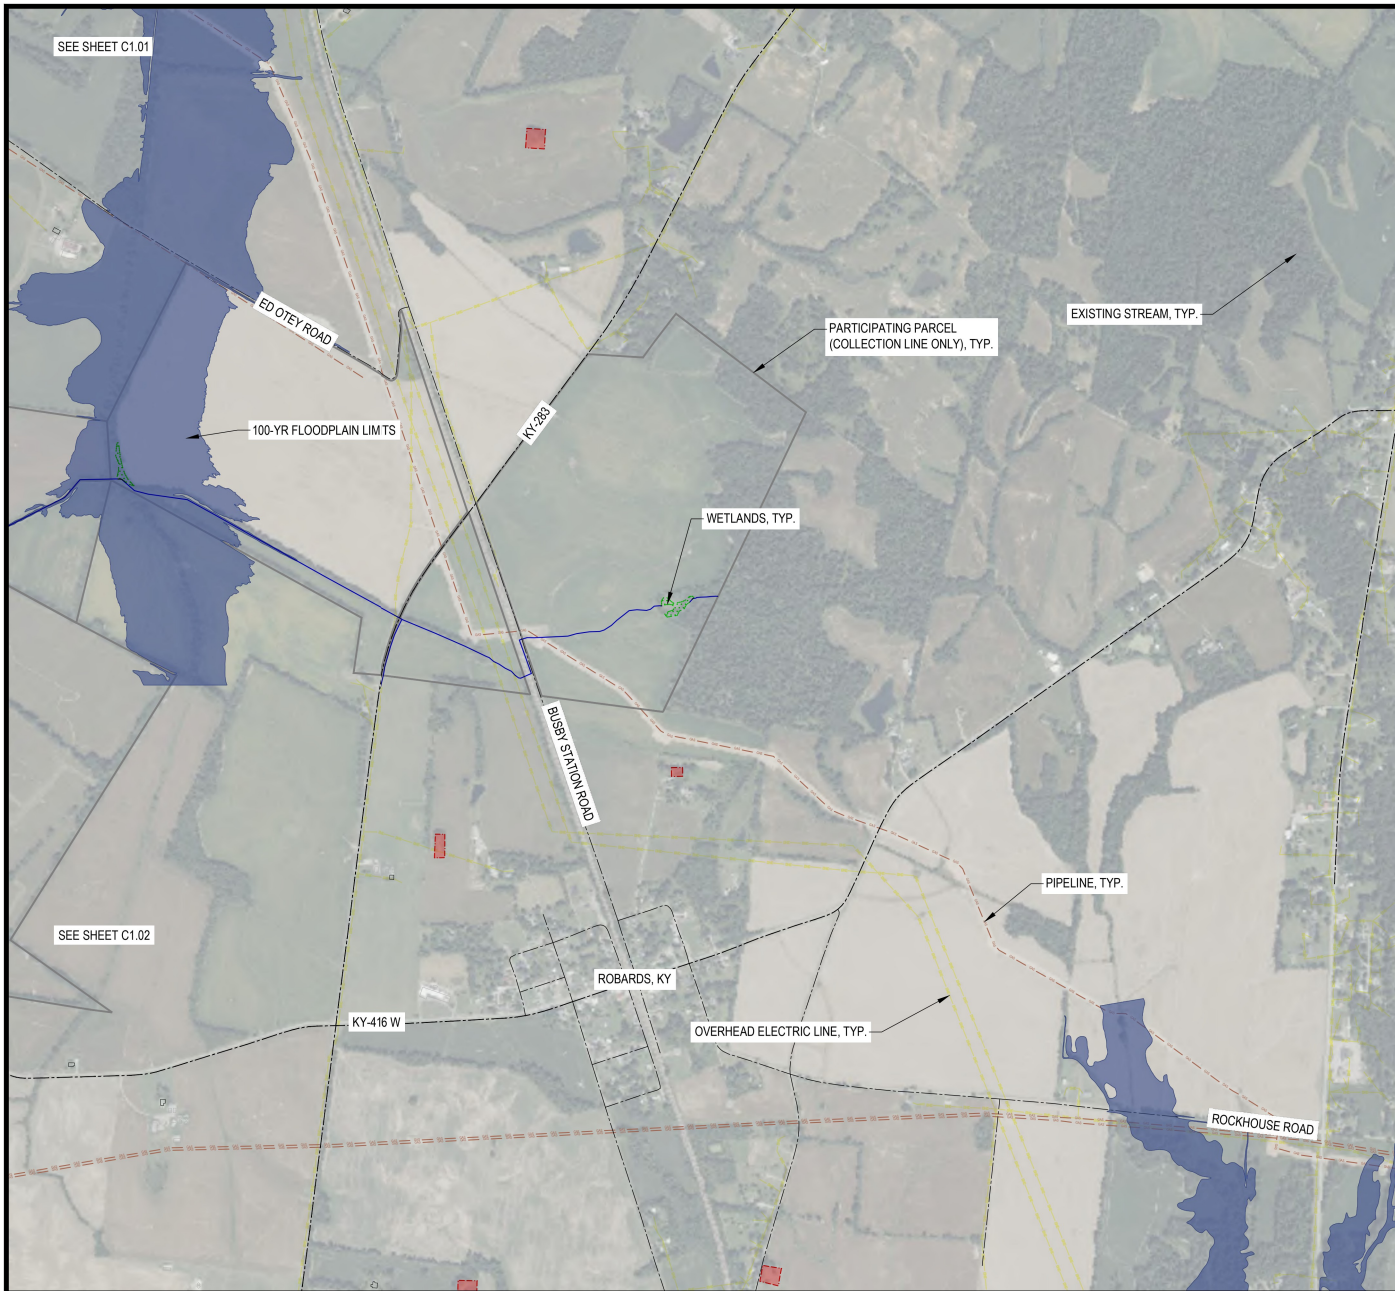 SEE SHEET C1.01
ED OTEY ROAD
EXISTING STREAM, TYP.
PARTICIPATING PARCEL
(COLLECTION LINE ONLY), TYP.
KY-283
100-YR FLOODPLAIN LIM TS
WETLANDS, TYP.
BUSBY STATION ROAD
PIPELINE, TYP.
SEE SHEET C1.02
ROBARDS, KY
KY-416 W
OVERHEAD ELECTRIC LINE, TYP.
ROCKHOUSE ROAD